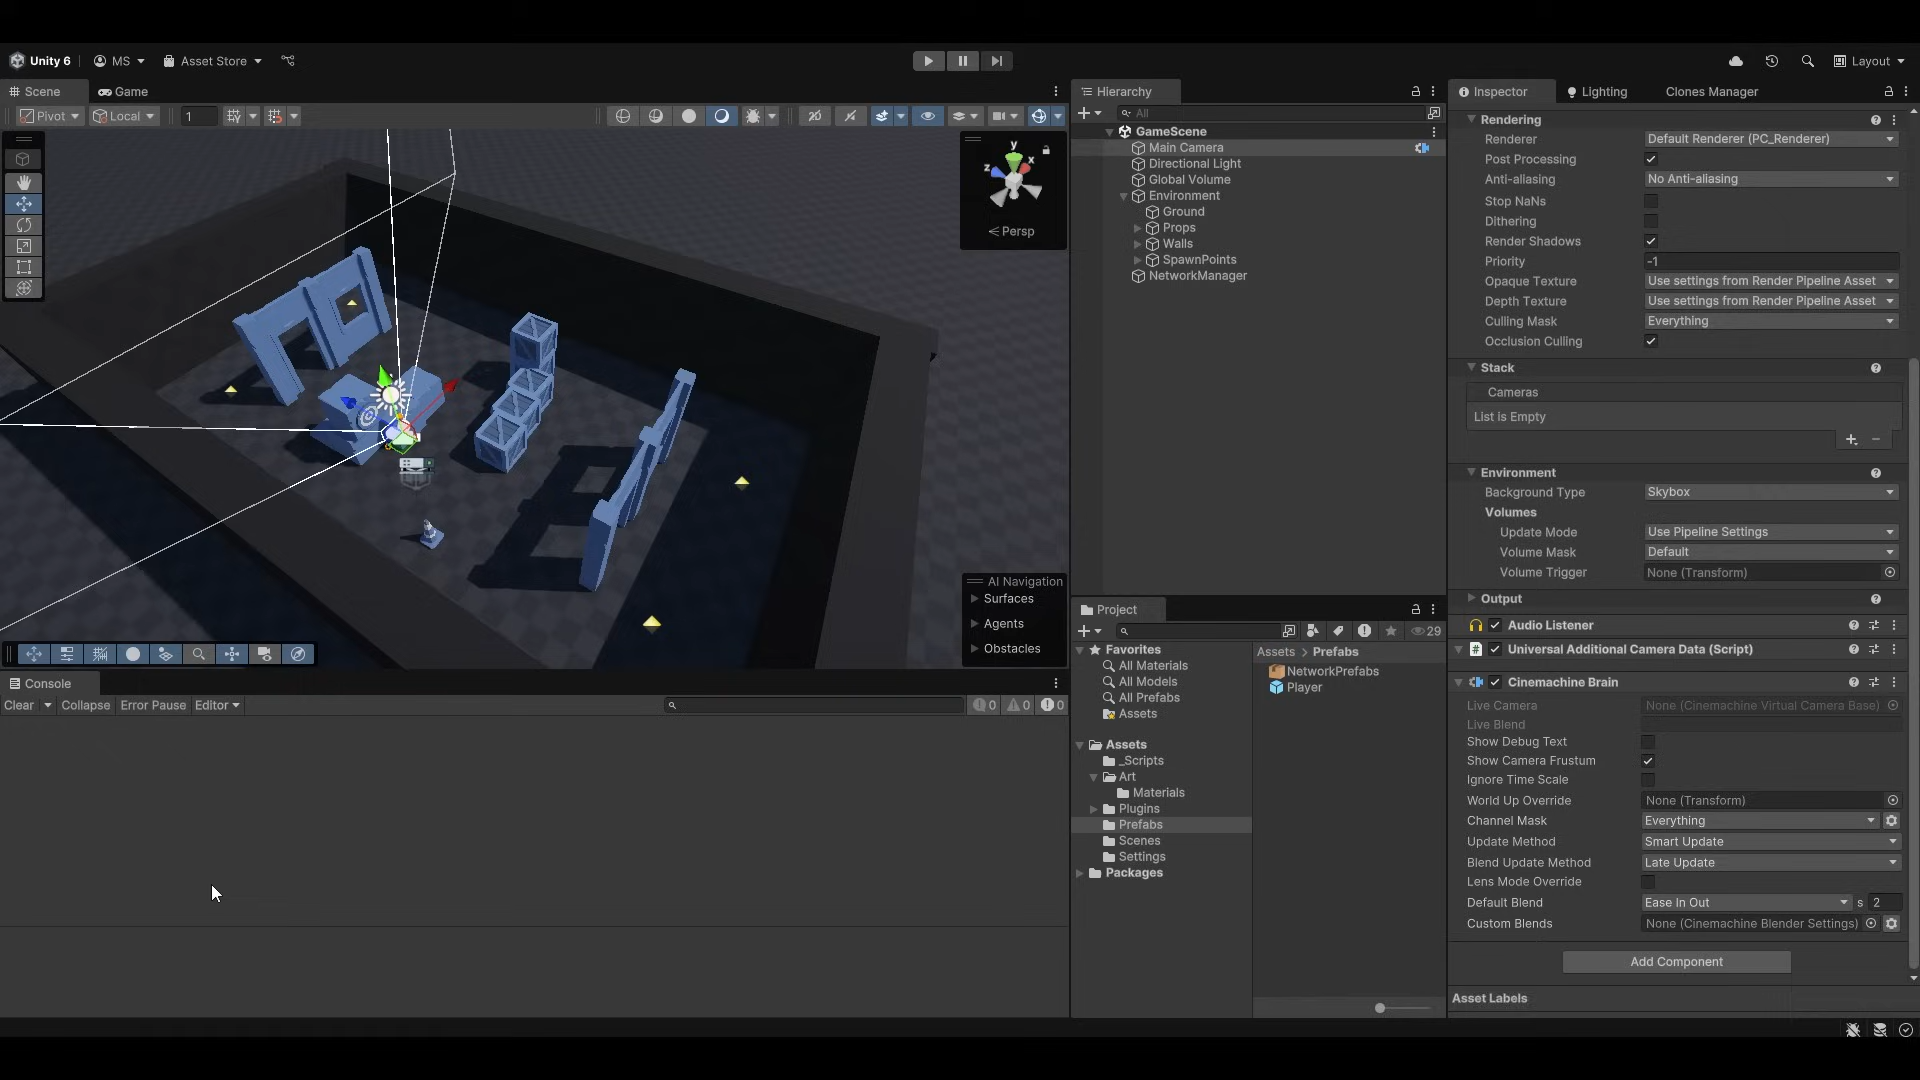 Unity 6 MS Asset Store Layout
Scene Game
Pivot Local 1
y
x
z
Persp
AI Navigation
Surfaces
Agents
Obstacles
Console
Clear Collapse Error Pause Editor 0 0 0
Hierarchy
All
GameScene
Main Camera
Directional Light
Global Volume
Environment
Ground
Props
Walls
SpawnPoints
NetworkManager
Project
29
Favorites
All Materials
All Models
All Prefabs
Assets
Assets
_Scripts
Art
Materials
Plugins
Prefabs
Scenes
Settings
Packages
Assets > Prefabs
NetworkPrefabs
Player
Inspector Lighting Clones Manager
Rendering
Renderer Default Renderer (PC_Renderer)
Post Processing
Anti-aliasing No Anti-aliasing
Stop NaNs
Dithering
Render Shadows
Priority -1
Opaque Texture Use settings from Render Pipeline Asset
Depth Texture Use settings from Render Pipeline Asset
Culling Mask Everything
Occlusion Culling
Stack
Cameras
List is Empty
Environment
Background Type Skybox
Volumes
Update Mode Use Pipeline Settings
Volume Mask Default
Volume Trigger None (Transform)
Output
Audio Listener
# Universal Additional Camera Data (Script)
Cinemachine Brain
Live Camera None (Cinemachine Virtual Camera Base)
Live Blend
Show Debug Text
Show Camera Frustum
Ignore Time Scale
World Up Override None (Transform)
Channel Mask Everything
Update Method Smart Update
Blend Update Method Late Update
Lens Mode Override
Default Blend Ease In Out s 2
Custom Blends None (Cinemachine Blender Settings)
Add Component
Asset Labels